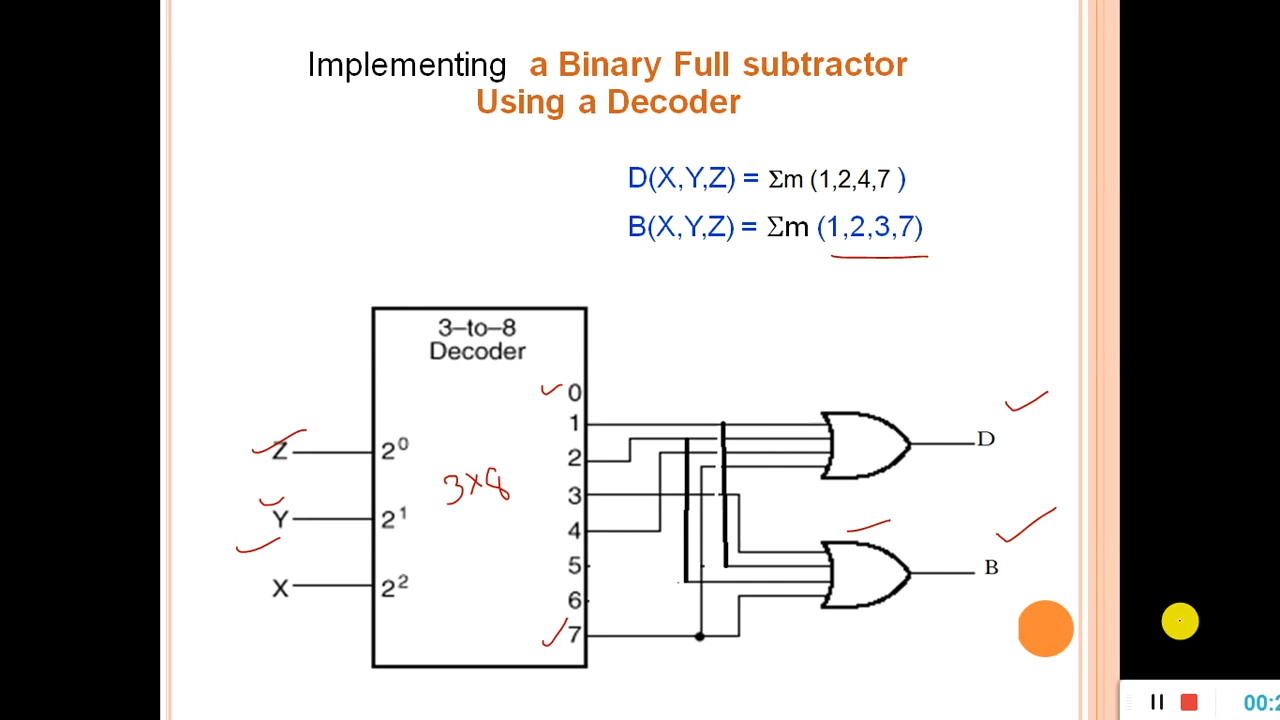 Implementing a Binary Full subtractor
Using a Decoder
D(X,Y,Z) = Σm (1,2,4,7 )
B(X,Y,Z) = Σm (1,2,3,7)
3–to–8
Decoder
0
1
2
3
4
5
6
7
Z
2⁰
Y
2¹
X
2²
3x8
D
B